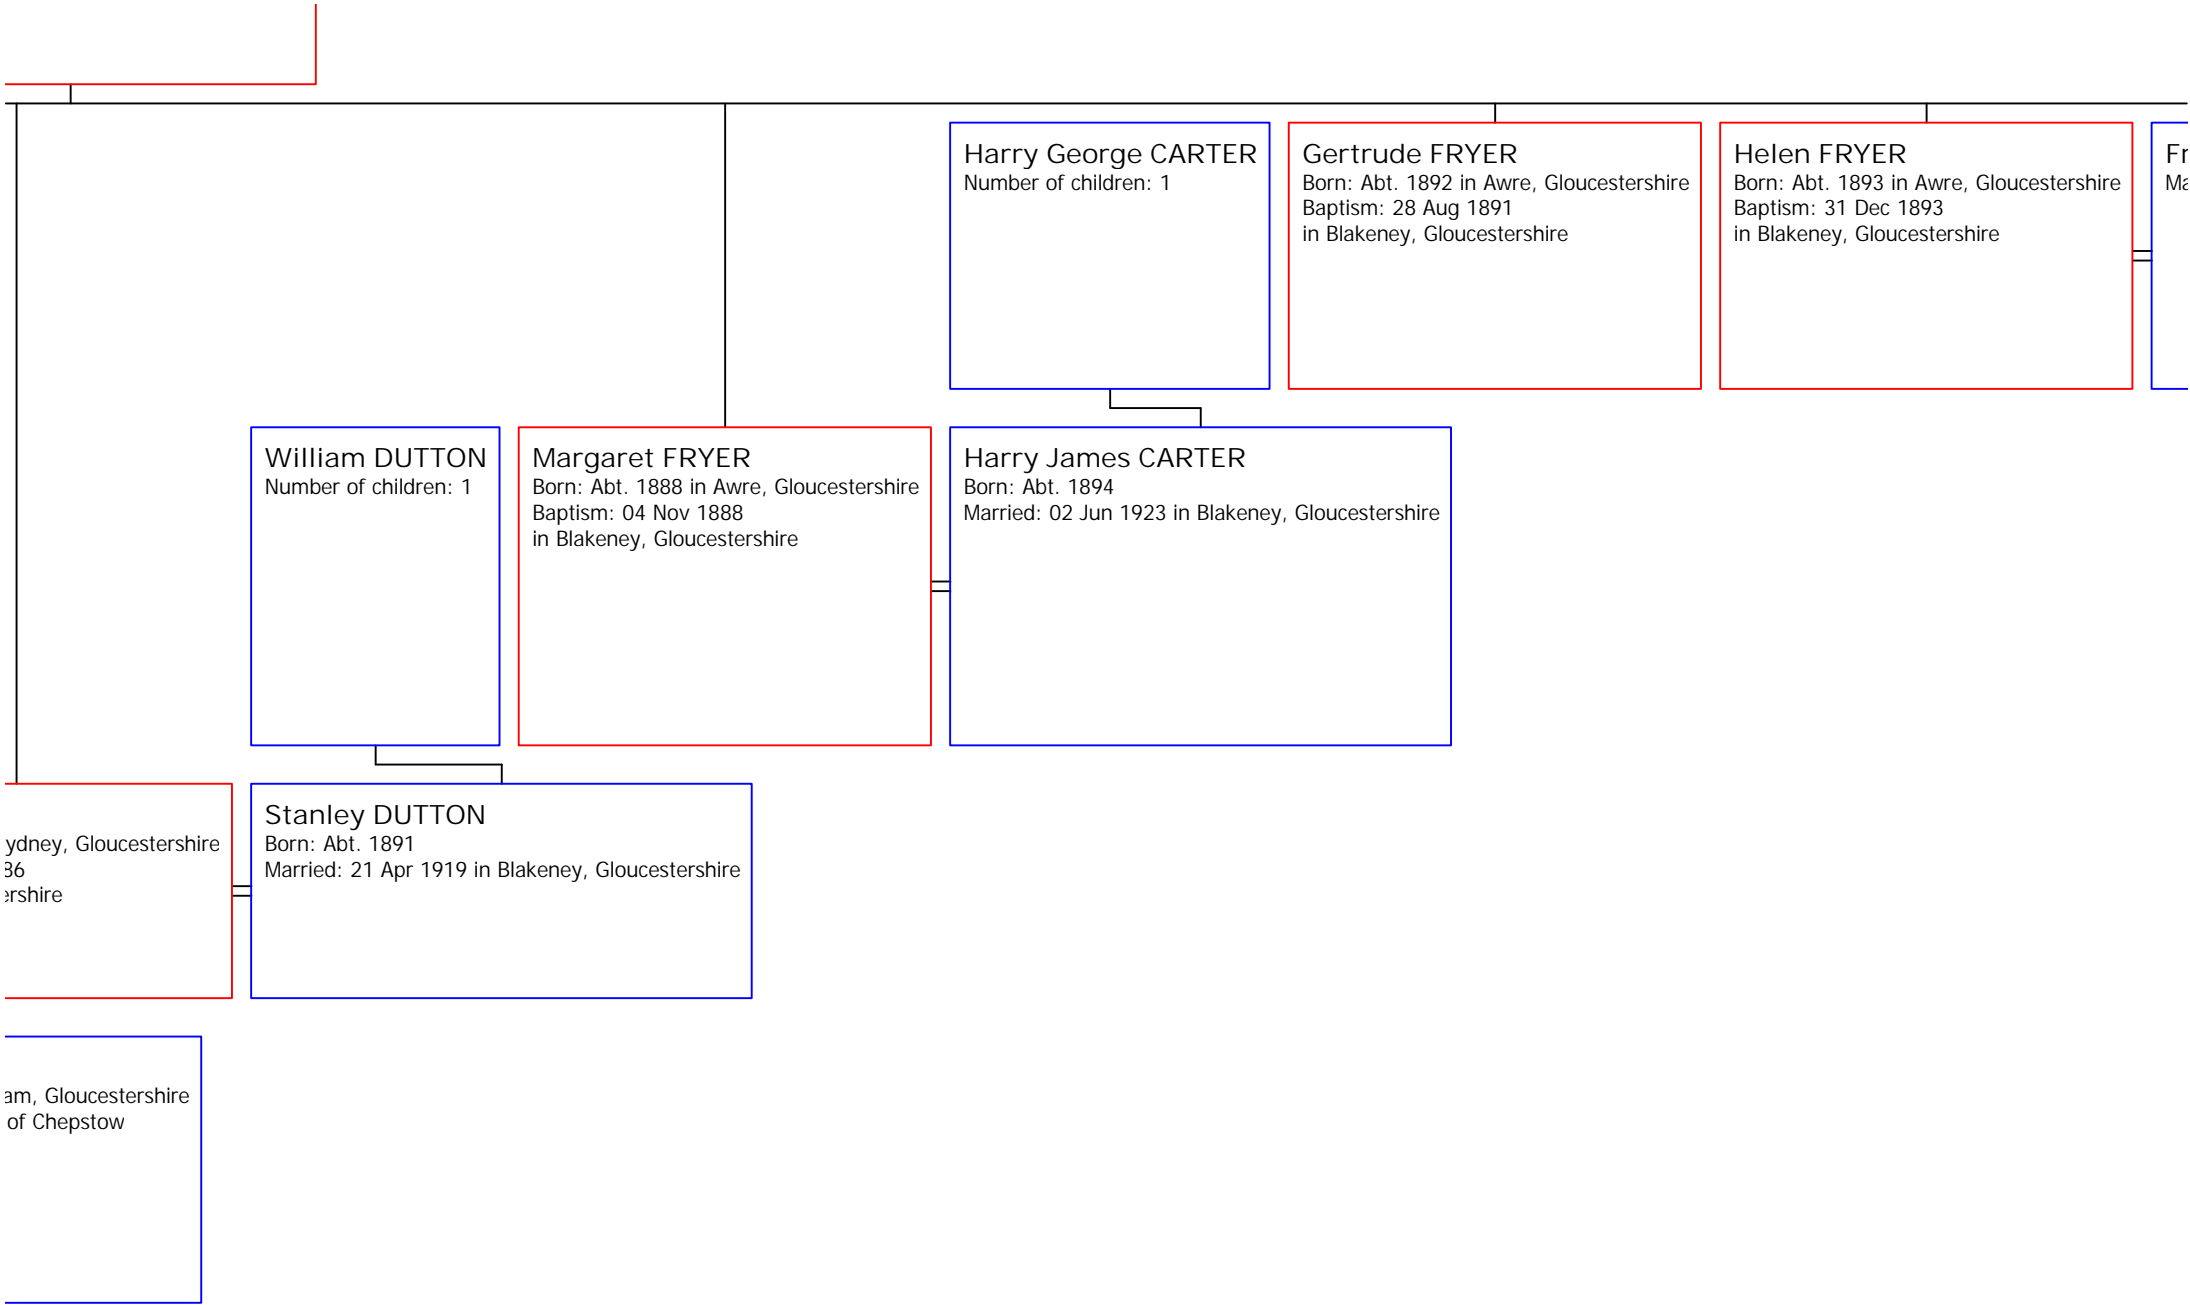 Harry George CARTER
Number of children: 1
Gertrude FRYER
Born: Abt. 1892 in Awre, Gloucestershire
Baptism: 28 Aug 1891
in Blakeney, Gloucestershire
Helen FRYER
Born: Abt. 1893 in Awre, Gloucestershire
Baptism: 31 Dec 1893
in Blakeney, Gloucestershire
William DUTTON
Number of children: 1
Margaret FRYER
Born: Abt. 1888 in Awre, Gloucestershire
Baptism: 04 Nov 1888
in Blakeney, Gloucestershire
Harry James CARTER
Born: Abt. 1894
Married: 02 Jun 1923 in Blakeney, Gloucestershire
ydney, Gloucestershire
86
ershire
Stanley DUTTON
Born: Abt. 1891
Married: 21 Apr 1919 in Blakeney, Gloucestershire
am, Gloucestershire
of Chepstow